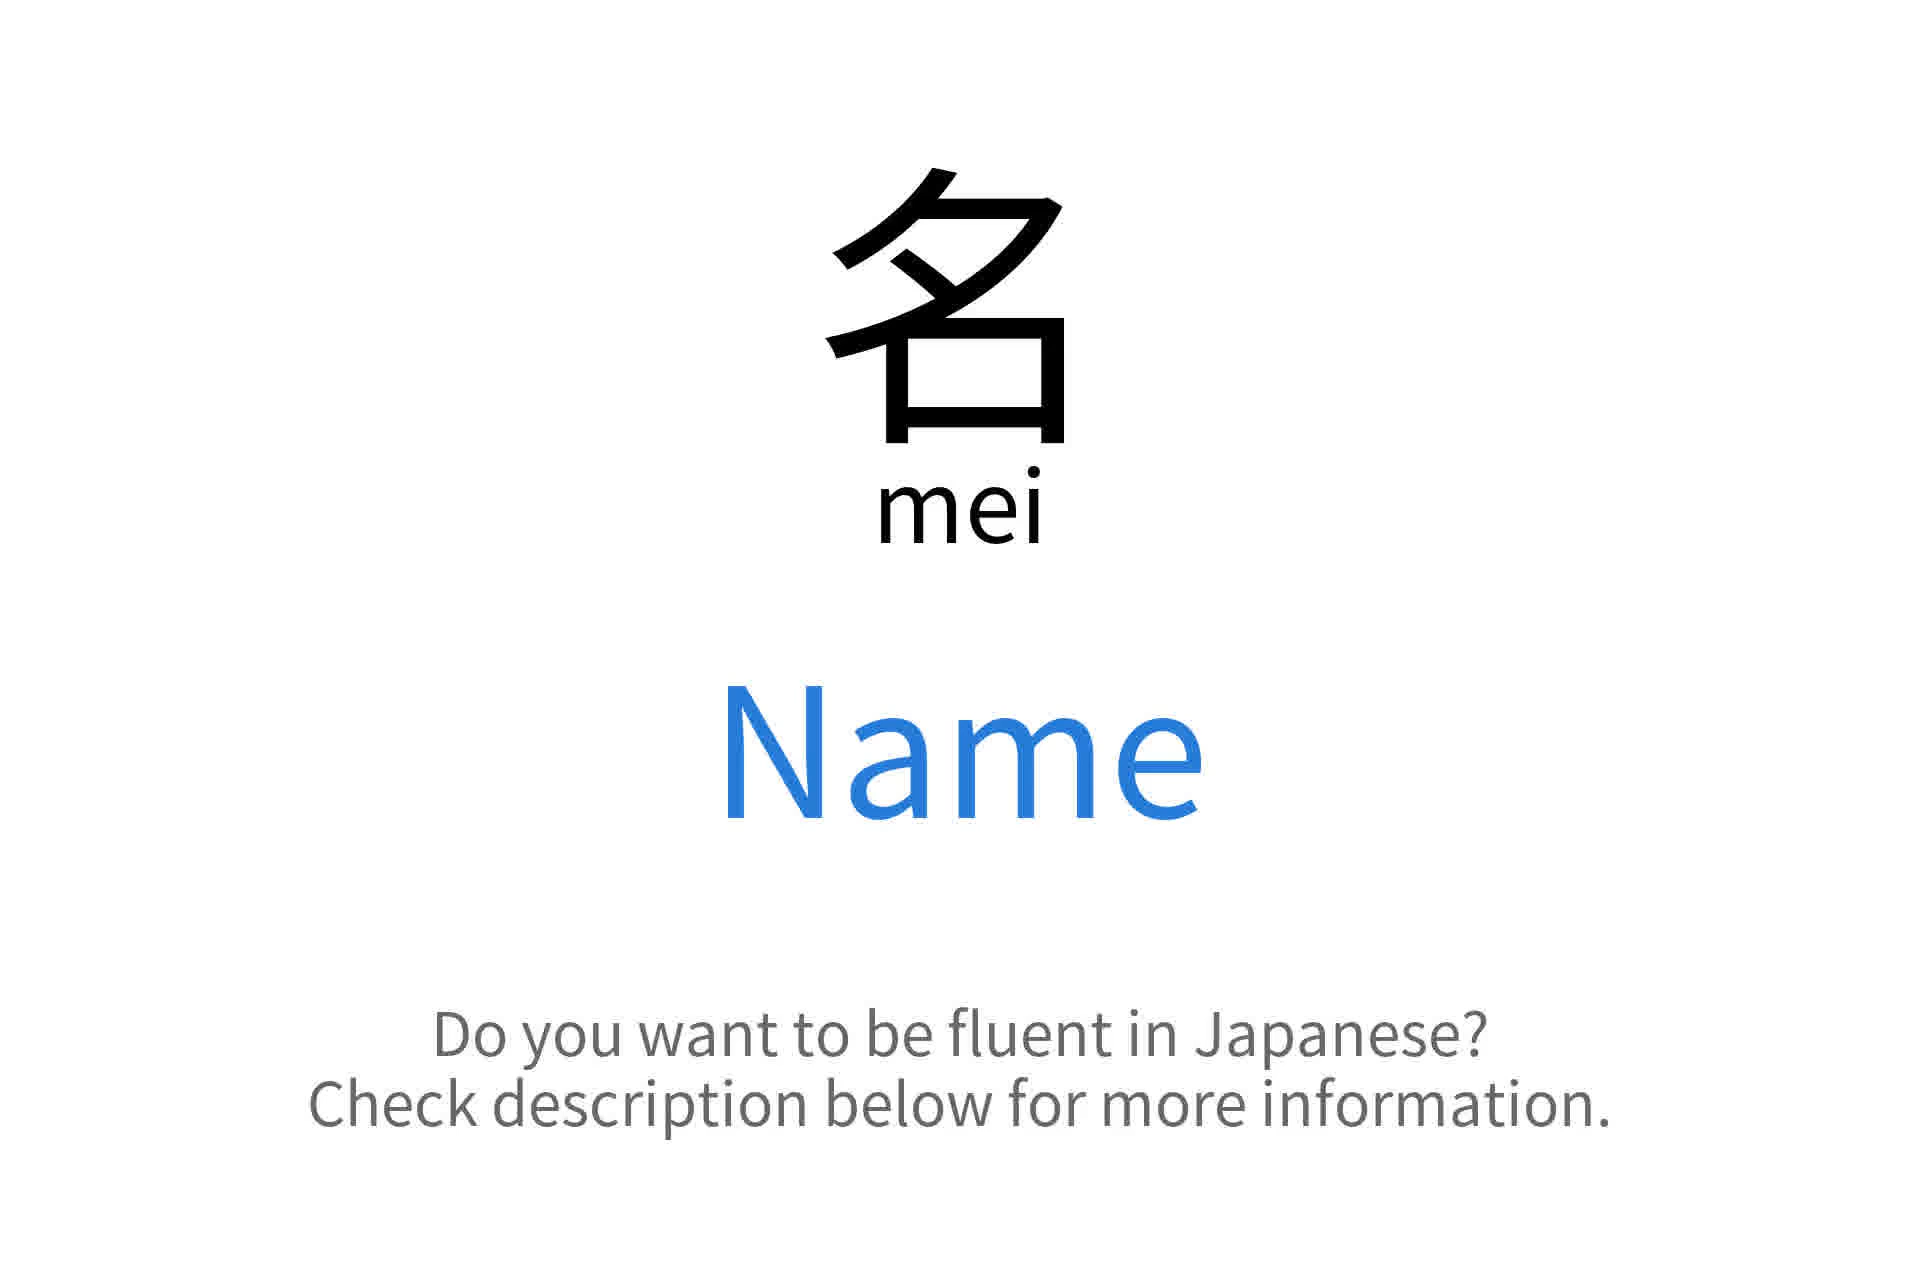 名
mei
Name
Do you want to be fluent in Japanese?
Check description below for more information.